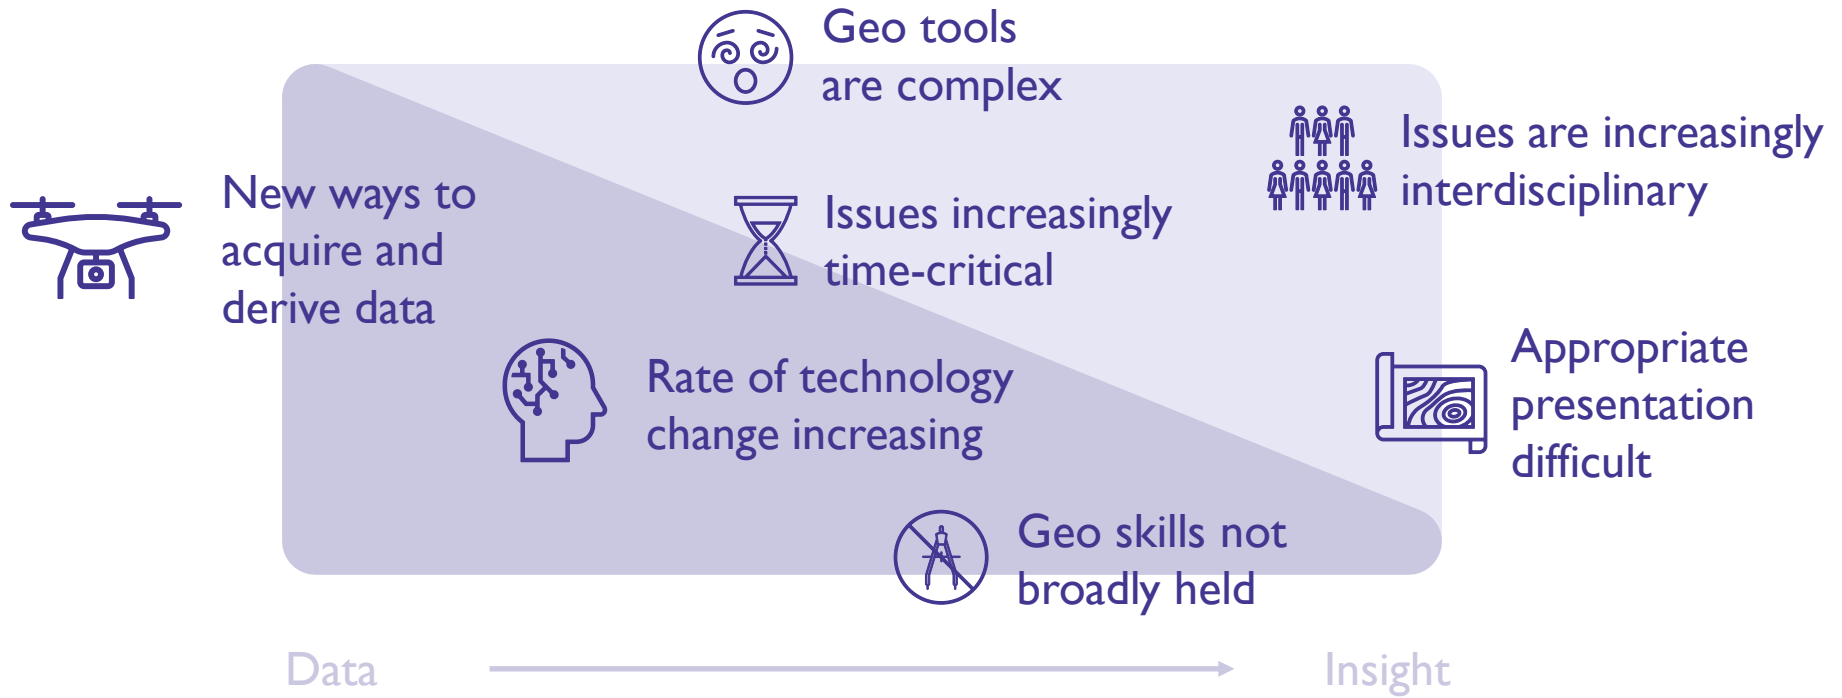 Geo tools
are complex
Issues are increasingly
interdisciplinary
New ways to
acquire and
derive data
Issues increasingly
time-critical
Rate of technology
change increasing
Appropriate
presentation
difficult
Geo skills not
broadly held
Data
Insight